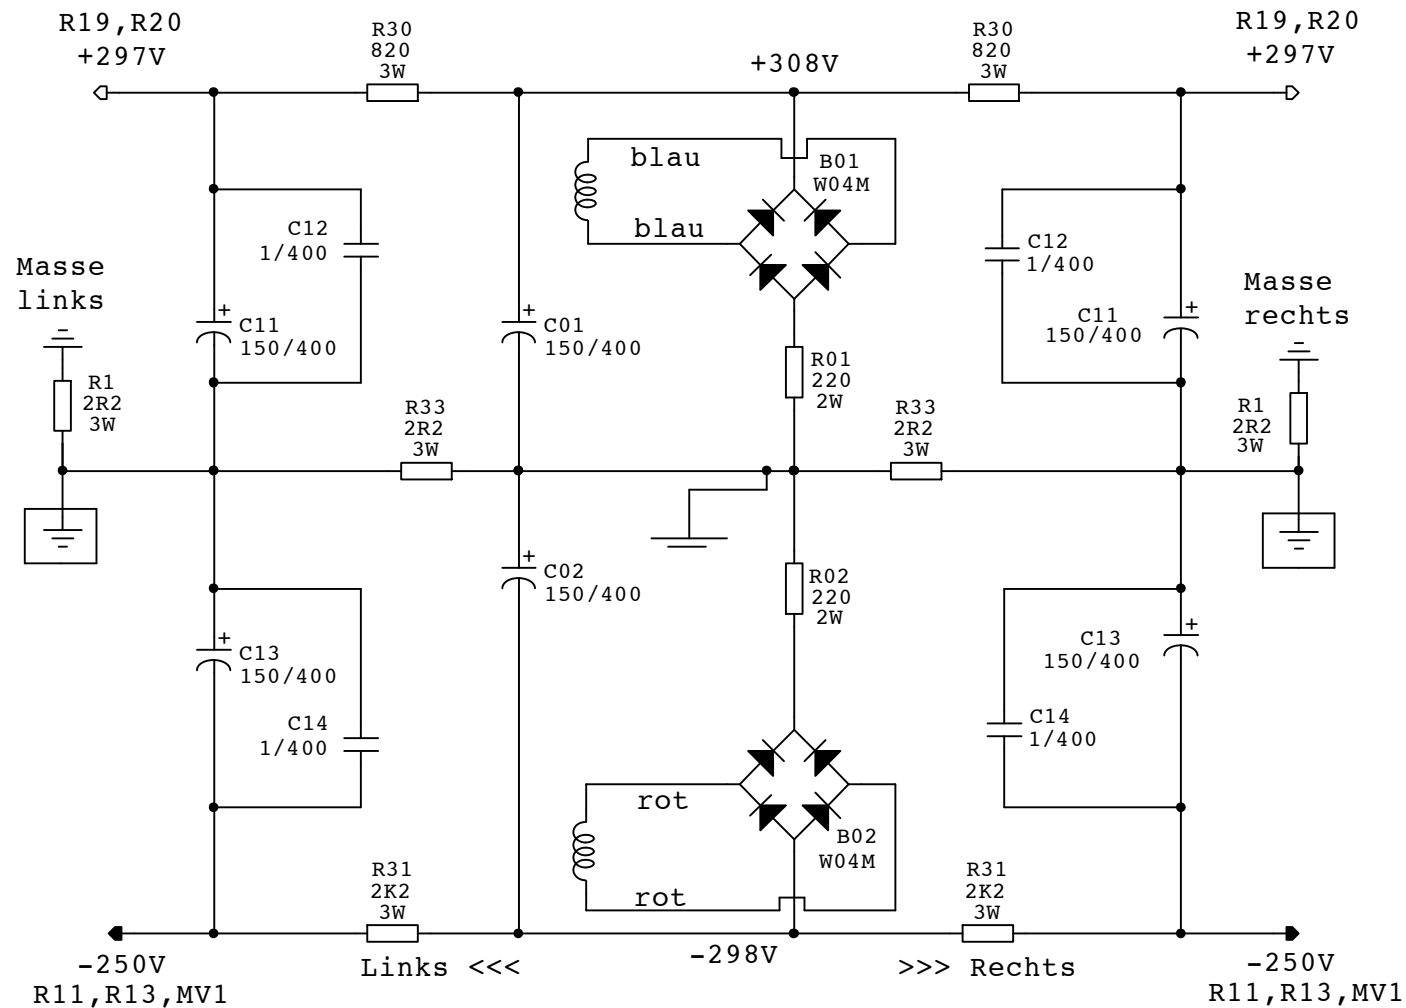 R19,R20
+297V
R30
820
3W
+308V
R30
820
3W
R19,R20
+297V
blau
blau
B01
W04M
C12
1/400
C12
1/400
Masse
links
Masse
rechts
+
C11
150/400
+
C01
150/400
C11
150/400
+
R01
220
2W
R1
2R2
3W
R33
2R2
3W
R33
2R2
3W
R1
2R2
3W
+
C02
150/400
R02
220
2W
+
C13
150/400
C13
150/400
+
C14
1/400
C14
1/400
rot
rot
B02
W04M
R31
2K2
3W
R31
2K2
3W
-250V
R11,R13,MV1
Links <<<
-298V
>>> Rechts
-250V
R11,R13,MV1